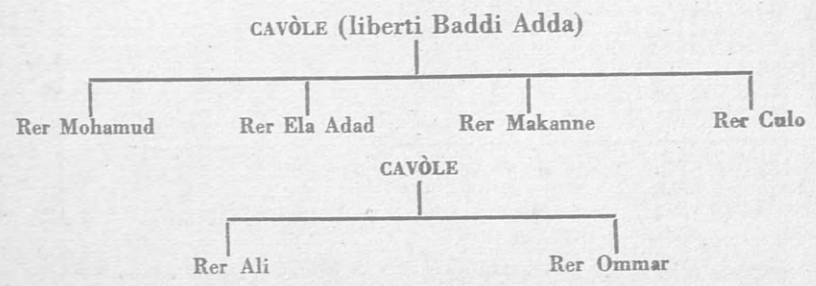 CAVÒLE (liberti Baddi Adda)
Rer Mohamud Rer Ela Adad Rer Makanne Rer Culo
CAVÒLE
Rer Ali Rer Ommar